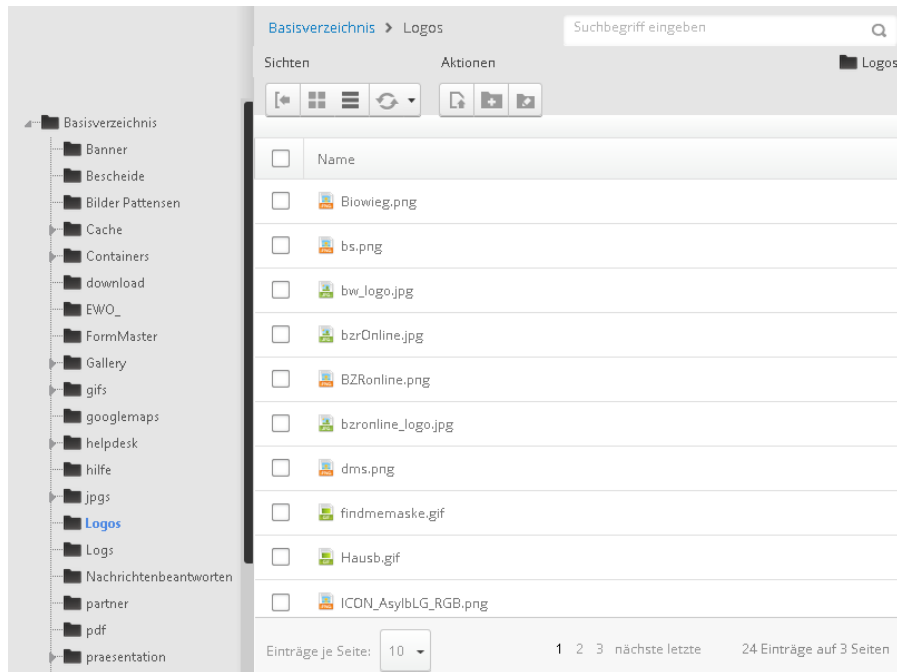 Basisverzeichnis
Banner
Bescheide
Bilder Pattensen
Cache
Containers
download
EWO_
FormMaster
Gallery
gifs
googlemaps
helpdesk
hilfe
jpgs
Logos
Logs
Nachrichtenbeantworten
partner
pdf
praesentation
Basisverzeichnis > Logos
Suchbegriff eingeben
Sichten Aktionen Logos
Name
Biowieg.png
bs.png
bw_logo.jpg
bzrOnline.jpg
BZRonline.png
bzronline_logo.jpg
dms.png
findmemaske.gif
Hausb.gif
ICON_AsylbLG_RGB.png
Einträge je Seite: 10 1 2 3 nächste letzte 24 Einträge auf 3 Seiten